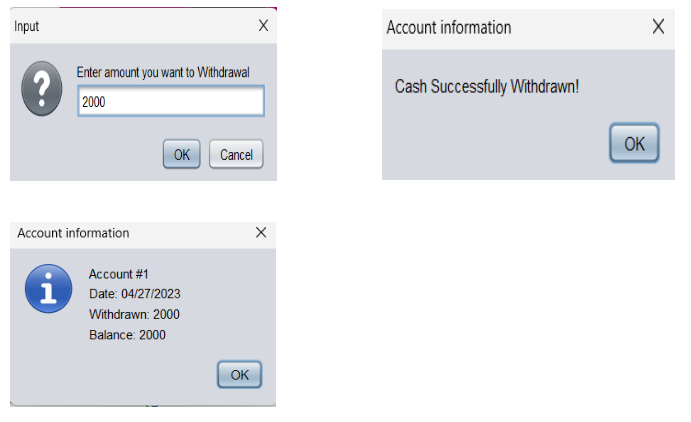 Input X
Enter amount you want to Withdrawal
2000
OK Cancel
Account information X
Cash Successfully Withdrawn!
OK
Account information X
Account #1
Date: 04/27/2023
Withdrawn: 2000
Balance: 2000
OK